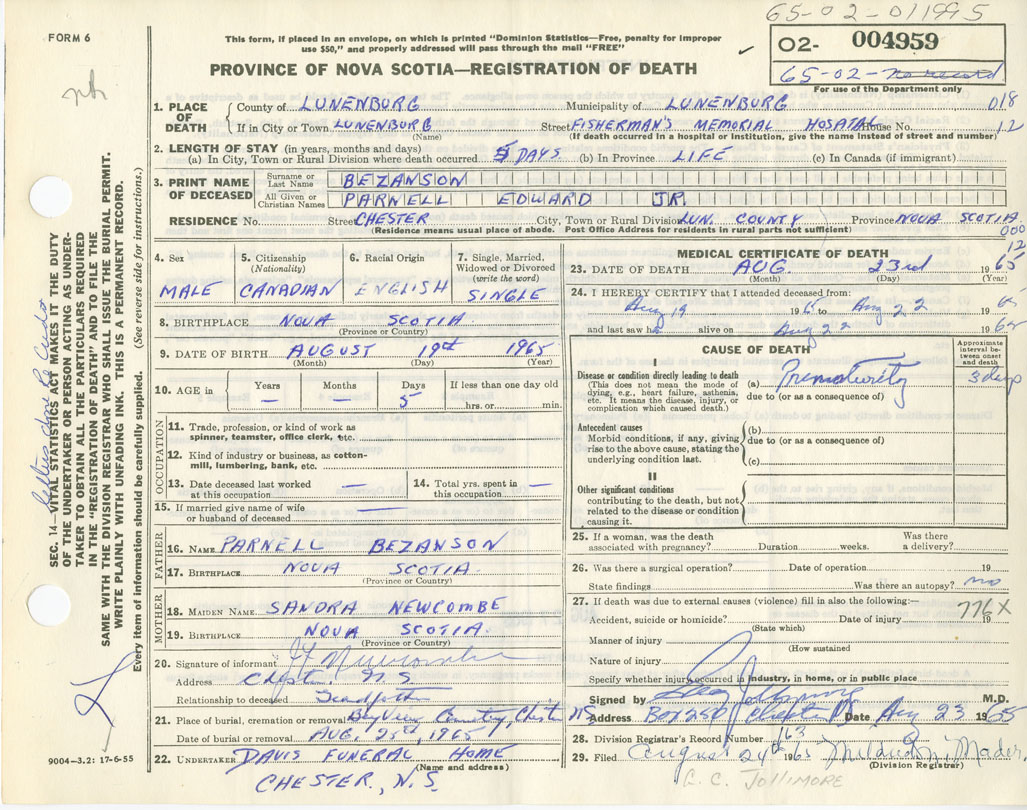 65-02-011995
FORM 6
This form, if placed in an envelope, on which is printed "Dominion Statistics—Free, penalty for improper
use $50," and properly addressed will pass through the mail "FREE"
02- 004959
65-02-no record
For use of the Department only
PROVINCE OF NOVA SCOTIA—REGISTRATION OF DEATH
1. PLACE OF DEATH
County of LUNENBURG Municipality of LUNENBURG 018
If in City or Town LUNENBURG Street FISHERMAN'S MEMORIAL HOSATAL House No. 12
(Name) (If death occurred in a hospital or Institution, give the name instead of street and number)
2. LENGTH OF STAY (in years, months and days)
(a) In City, Town or Rural Division where death occurred 5 DAYS (b) In Province LIFE (c) In Canada (if immigrant)
3. PRINT NAME OF DECEASED
Surname or Last Name BEZANSON
All Given or Christian Names PARNELL EDWARD JR.
RESIDENCE No. Street CHESTER City, Town or Rural Division LUN. COUNTY Province NOVA SCOTIA
(Residence means usual place of abode. Post Office Address for residents in rural parts not sufficient) 000
12
4. Sex
MALE
5. Citizenship (Nationality)
CANADIAN
6. Racial Origin
ENGLISH
7. Single, Married, Widowed or Divorced (write the word)
SINGLE
8. BIRTHPLACE NOVA SCOTIA
(Province or Country)
9. DATE OF BIRTH AUGUST 19th 1965
(Month) (Day) (Year)
10. AGE in Years — Months — Days 5 If less than one day old
hrs. or min.
OCCUPATION
11. Trade, profession, or kind of work as
spinner, teamster, office clerk, etc.
12. Kind of industry or business, as cotton-
mill, lumbering, bank, etc.
13. Date deceased last worked
at this occupation —
14. Total yrs. spent in
this occupation —
15. If married give name of wife
or husband of deceased —
FATHER
16. NAME PARNELL BEZANSON
17. BIRTHPLACE NOVA SCOTIA
(Province or Country)
MOTHER
18. MAIDEN NAME SANDRA NEWCOMBE
19. BIRTHPLACE NOVA SCOTIA.
(Province or Country)
20. Signature of informant Newcombe
Address Chester N.S.
Relationship to deceased
21. Place of burial, cremation or removal Bay View Cemetery, Chester NS
Date of burial or removal AUG. 25th, 1965
22. UNDERTAKER DAVIS FUNERAL HOME
(Name and address)
CHESTER, N.S.
MEDICAL CERTIFICATE OF DEATH
23. DATE OF DEATH AUG. 23rd 1965
(Month) (Day) (Year)
24. I HEREBY CERTIFY that I attended deceased from:
Aug 19 1965 to Aug 22 65
and last saw h alive on Aug 22 1965
CAUSE OF DEATH
Approximate interval between onset and death
I
Disease or condition directly leading to death
(This does not mean the mode of
dying, e.g., heart failure, asthenia,
etc. It means the disease, injury, or
complication which caused death.)
(a) Prematurity 3 days
due to (or as a consequence of)
Antecedent causes
Morbid conditions, if any, giving
rise to the above cause, stating the
underlying condition last.
(b)
due to (or as a consequence of)
(c)
II
Other significant conditions
contributing to the death, but not
related to the disease or condition
causing it.
25. If a woman, was the death
associated with pregnancy? Duration weeks. Was there
a delivery?
26. Was there a surgical operation? Date of operation 19
State findings Was there an autopsy? no
27. If death was due to external causes (violence) fill in also the following:—
776X
Accident, suicide or homicide? Date of injury 19
(State which)
Manner of injury
(How sustained
Nature of injury
Specify whether injury occurred in industry, in home, or in public place
Signed by M.D.
Address Box 250 Chester NS Date Aug 23 1965
28. Division Registrar's Record Number 163
29. Filed August 24th 1965 Mader
(Division Registrar)
C. C. JOLLIMORE
SEC. 14—VITAL STATISTICS ACT MAKES IT THE DUTY
OF THE UNDERTAKER OR PERSON ACTING AS UNDER-
TAKER TO OBTAIN ALL THE PARTICULARS REQUIRED
IN THE "REGISTRATION OF DEATH" AND TO FILE THE
SAME WITH THE DIVISION REGISTRAR WHO SHALL ISSUE THE BURIAL PERMIT.
WRITE PLAINLY WITH UNFADING INK. THIS IS A PERMANENT RECORD.
Every item of information should be carefully supplied. (See reverse side for instructions.)
9004–3.2: 17-6-55